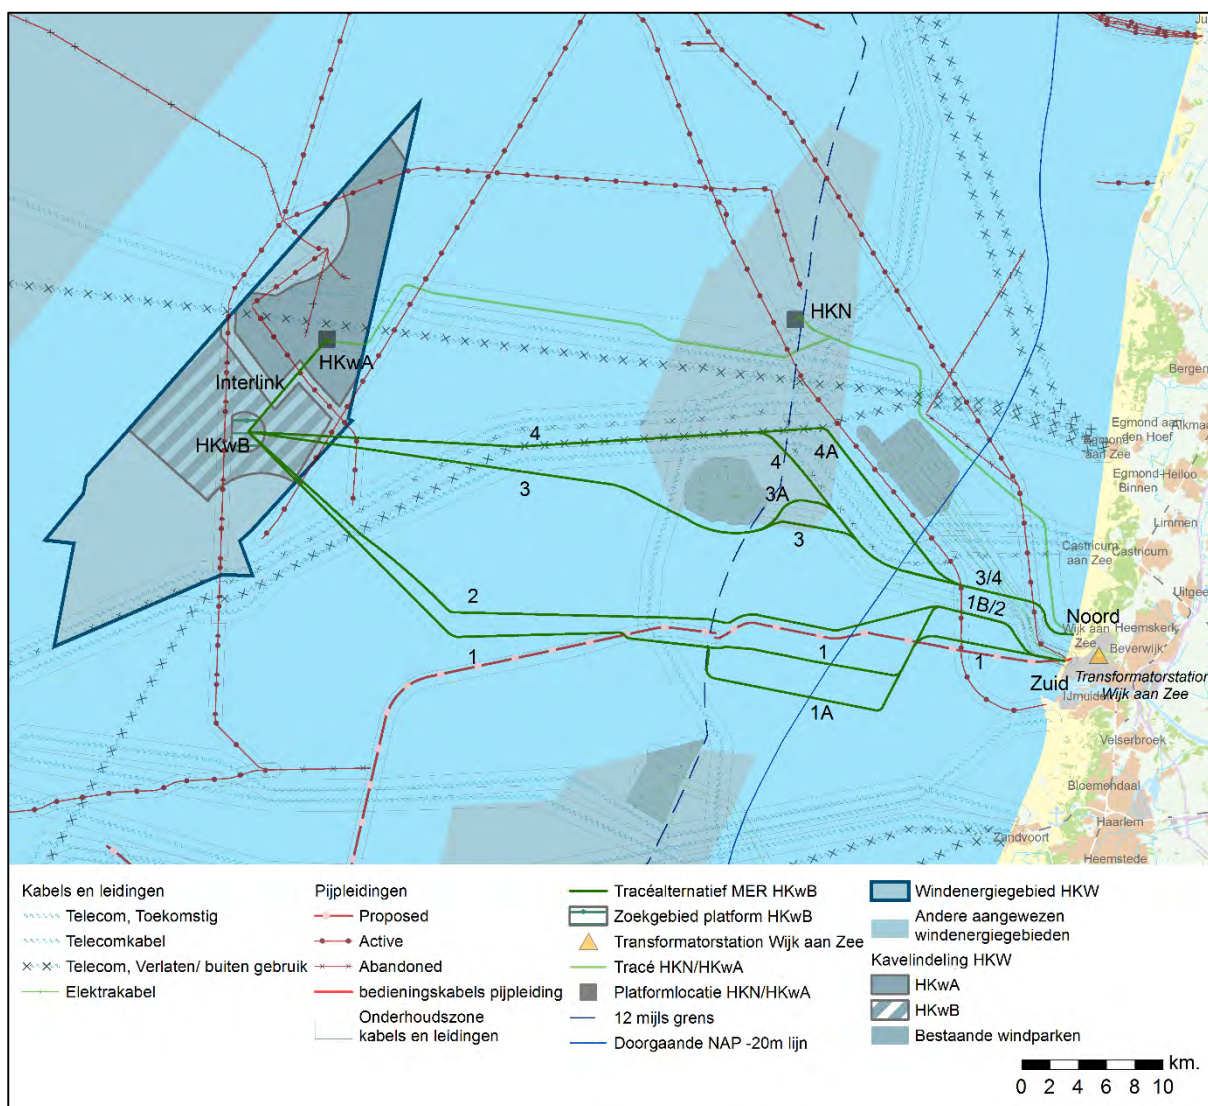 Ju
HKN
HKwA
Interlink
HKwB
Bergen
4
4A
4
3
3A
3
Egmond aan
Zee
den Hoef
Alkmaa
Egmond
aan Zee
Egmond-
Binnen
Heiloo
Limmen
Castricum
aan Zee
Castricum
3/4
1B/2
Uitgee
2
Noord
Wijk aan
Zee
Heemskerk
Beverwijk
1
1
1
Zuid
Transformatorstation
Wijk aan Zee
IJmuiden
1A
Velserbroek
Bloemendaal
Haarlem
Zandvoort
Heemstede
Kabels en leidingen
Telecom, Toekomstig
Telecomkabel
Telecom, Verlaten/ buiten gebruik
Elektrakabel
Pijpleidingen
Proposed
Active
Abandoned
bedieningskabels pijpleiding
Onderhoudszone
kabels en leidingen
Tracéalternatief MER HKwB
Zoekgebied platform HKwB
Transformatorstation Wijk aan Zee
Tracé HKN/HKwA
Platformlocatie HKN/HKwA
12 mijls grens
Doorgaande NAP -20m lijn
Windenergiegebied HKW
Andere aangewezen
windenergiegebieden
Kavelindeling HKW
HKwA
HKwB
Bestaande windparken
km.
0 2 4 6 8 10